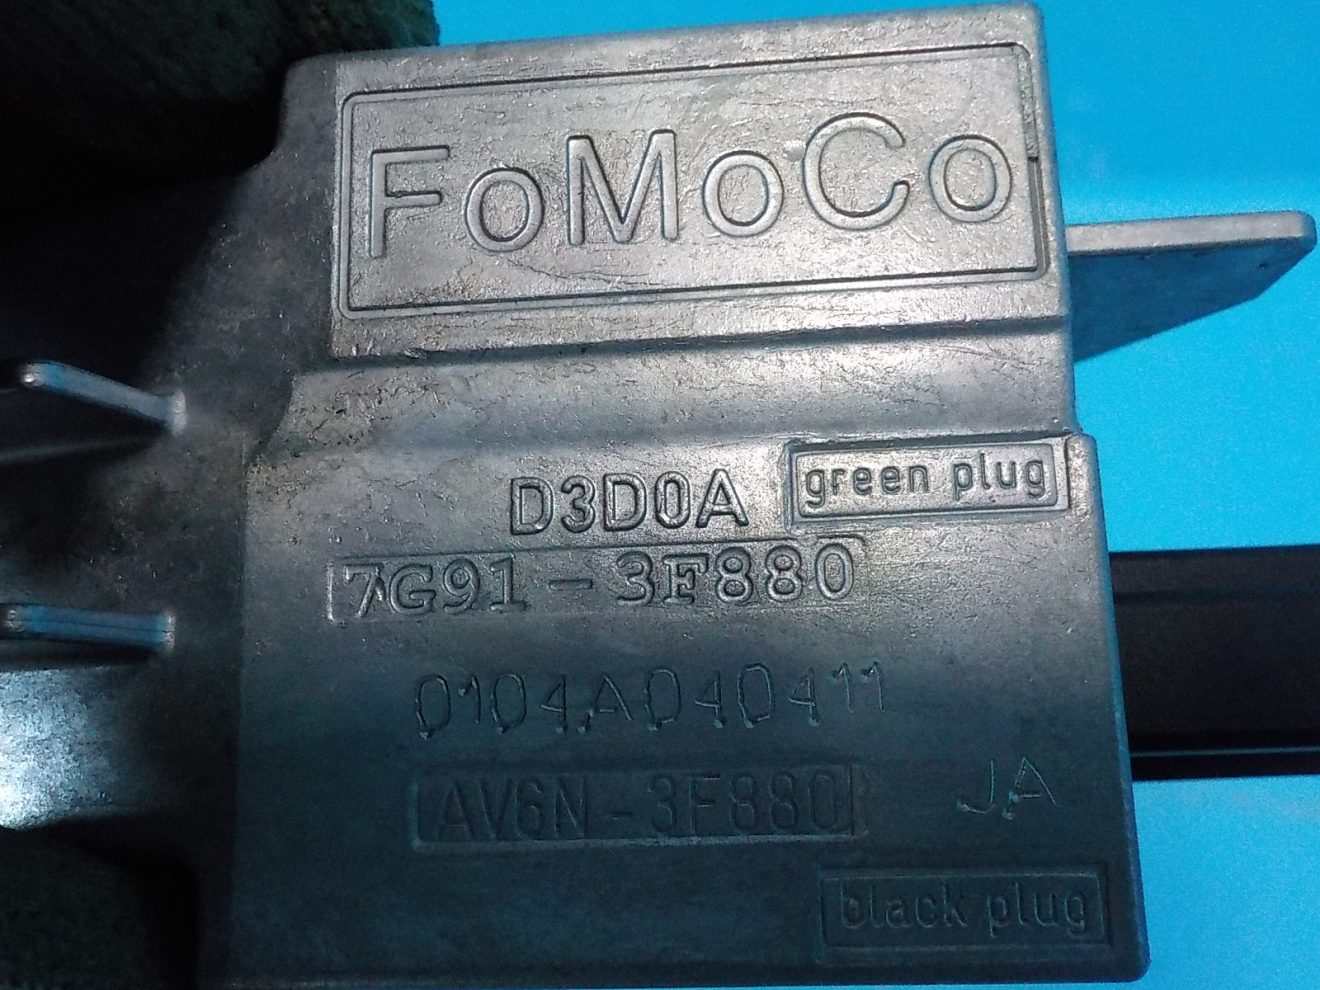 FoMoCo
D3D0A green plug
7G91-3F880
0104A040411
AV6N-3F880 JA
black plug